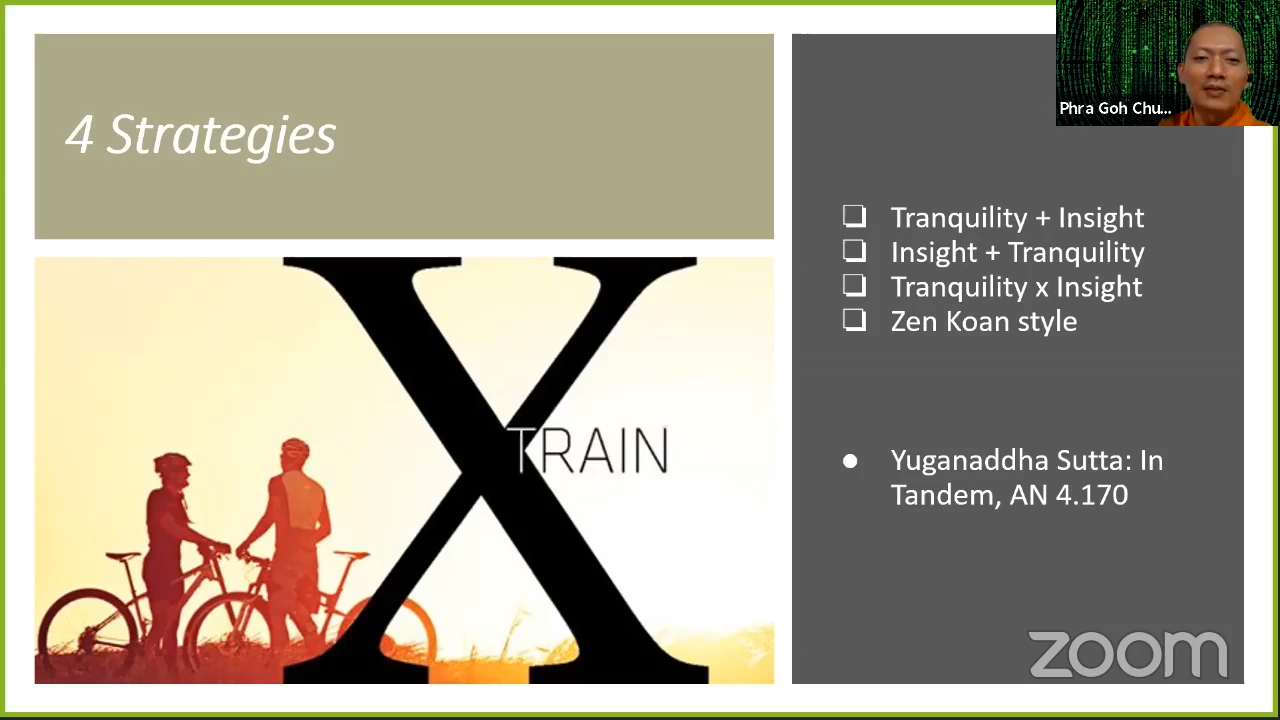 4 Strategies
X
TRAIN
Phra Goh Chu...
❏ Tranquility + Insight
❏ Insight + Tranquility
❏ Tranquility x Insight
❏ Zen Koan style
● Yuganaddha Sutta: In
Tandem, AN 4.170
zoom